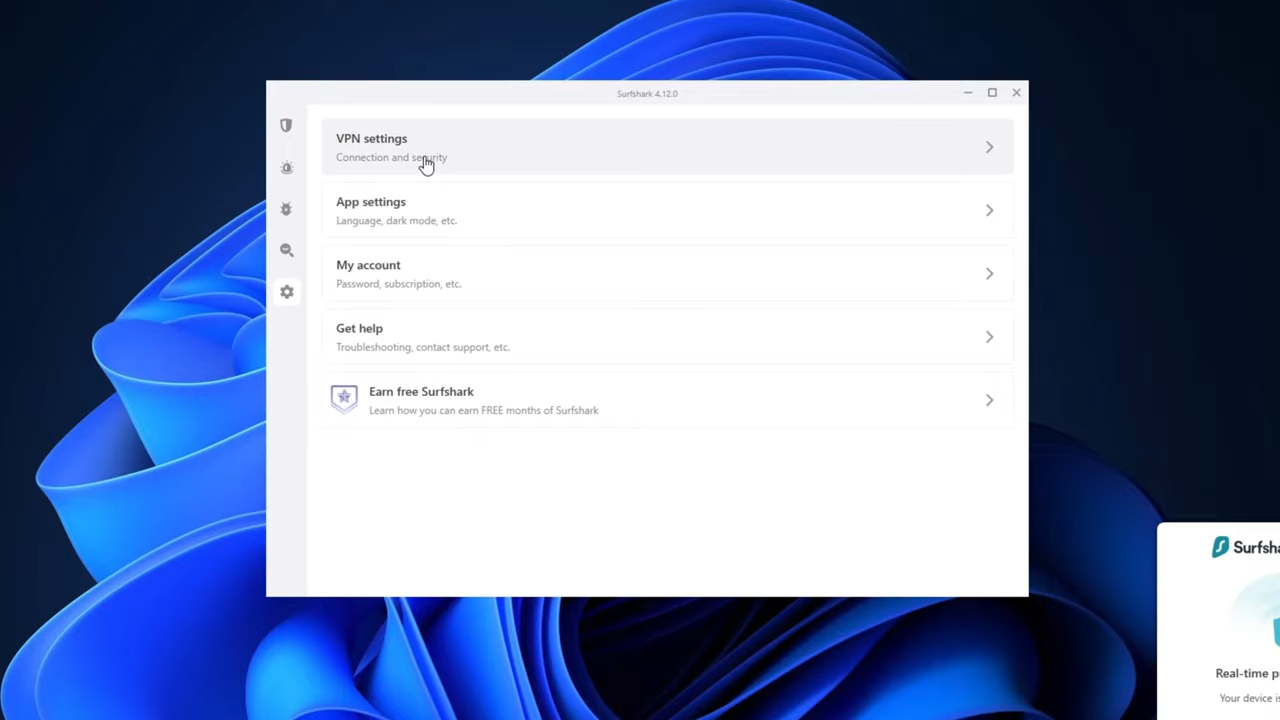 Surfshark 4.12.0
VPN settings
Connection and security
App settings
Language, dark mode, etc.
My account
Password, subscription, etc.
Get help
Troubleshooting, contact support, etc.
Earn free Surfshark
Learn how you can earn FREE months of Surfshark
Real-time
Your device is